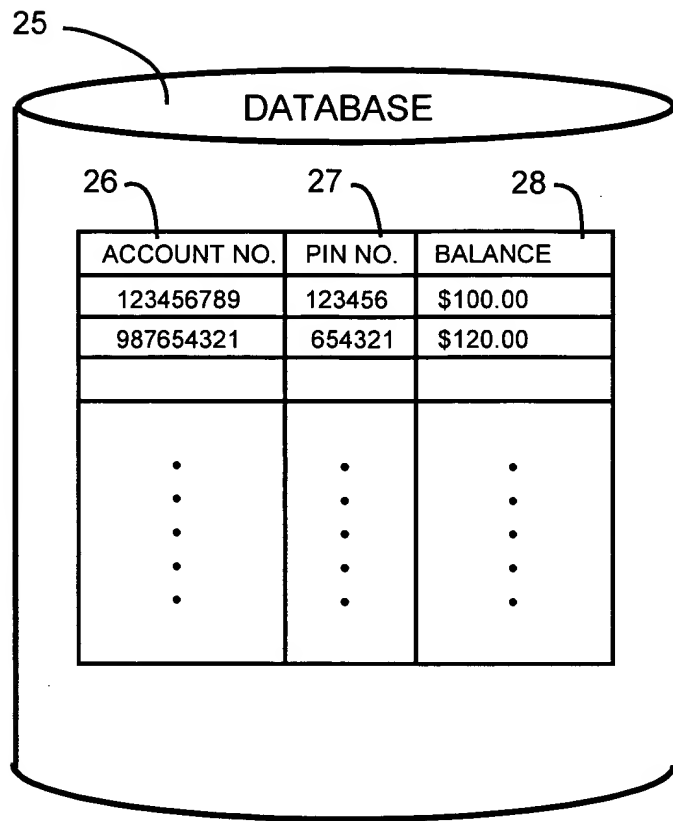 25
DATABASE
26 27 28
ACCOUNT NO. PIN NO. BALANCE
123456789 123456 $100.00
987654321 654321 $120.00